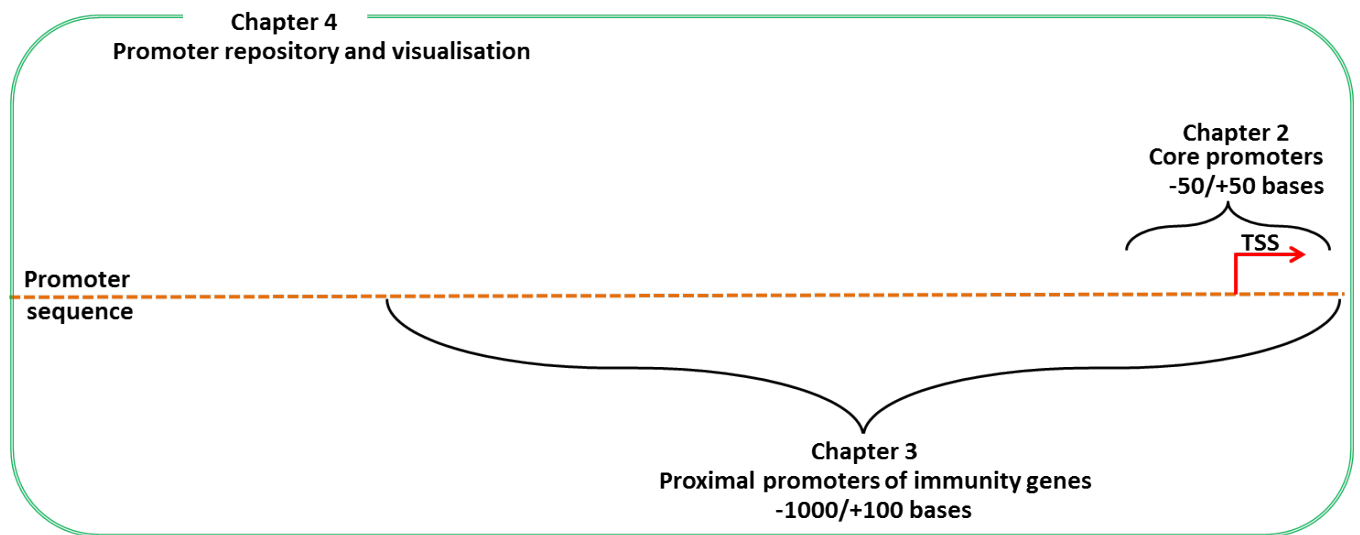 Chapter 4
Promoter repository and visualisation
Chapter 2
Core promoters
-50/+50 bases
TSS
Promoter
sequence
Chapter 3
Proximal promoters of immunity genes
-1000/+100 bases